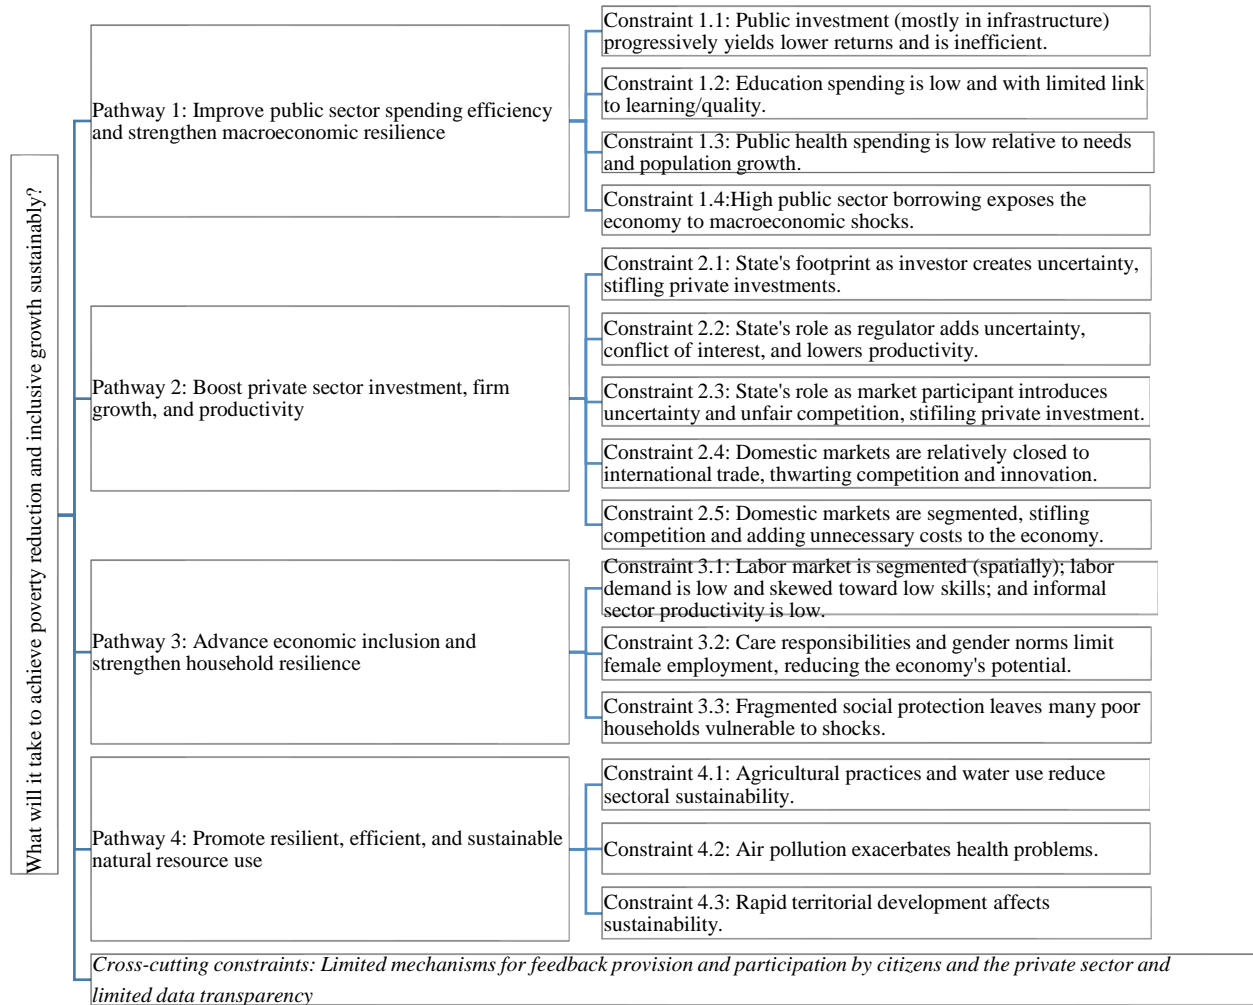 What will it take to achieve poverty reduction and inclusive growth sustainably?
Pathway 1: Improve public sector spending efficiency
and strengthen macroeconomic resilience
Constraint 1.1: Public investment (mostly in infrastructure)
progressively yields lower returns and is inefficient.
Constraint 1.2: Education spending is low and with limited link
to learning/quality.
Constraint 1.3: Public health spending is low relative to needs
and population growth.
Constraint 1.4:High public sector borrowing exposes the
economy to macroeconomic shocks.
Pathway 2: Boost private sector investment, firm
growth, and productivity
Constraint 2.1: State's footprint as investor creates uncertainty,
stifling private investments.
Constraint 2.2: State's role as regulator adds uncertainty,
conflict of interest, and lowers productivity.
Constraint 2.3: State's role as market participant introduces
uncertainty and unfair competition, stifiling private investment.
Constraint 2.4: Domestic markets are relatively closed to
international trade, thwarting competition and innovation.
Constraint 2.5: Domestic markets are segmented, stifling
competition and adding unnecessary costs to the economy.
Pathway 3: Advance economic inclusion and
strengthen household resilience
Constraint 3.1: Labor market is segmented (spatially); labor
demand is low and skewed toward low skills; and informal
sector productivity is low.
Constraint 3.2: Care responsibilities and gender norms limit
female employment, reducing the economy's potential.
Constraint 3.3: Fragmented social protection leaves many poor
households vulnerable to shocks.
Pathway 4: Promote resilient, efficient, and sustainable
natural resource use
Constraint 4.1: Agricultural practices and water use reduce
sectoral sustainability.
Constraint 4.2: Air pollution exacerbates health problems.
Constraint 4.3: Rapid territorial development affects
sustainability.
Cross-cutting constraints: Limited mechanisms for feedback provision and participation by citizens and the private sector and
limited data transparency